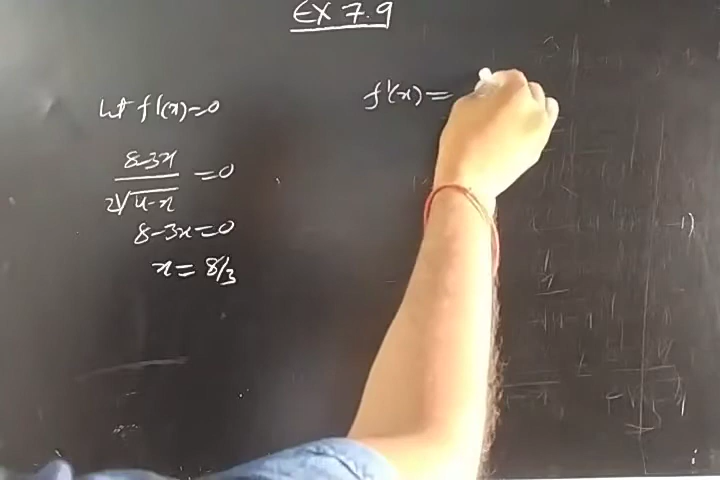 EX 7.9
let f'(x)=0
f'(x)=
8-3x
———— =0
2√4-x
8-3x=0
x=8/3